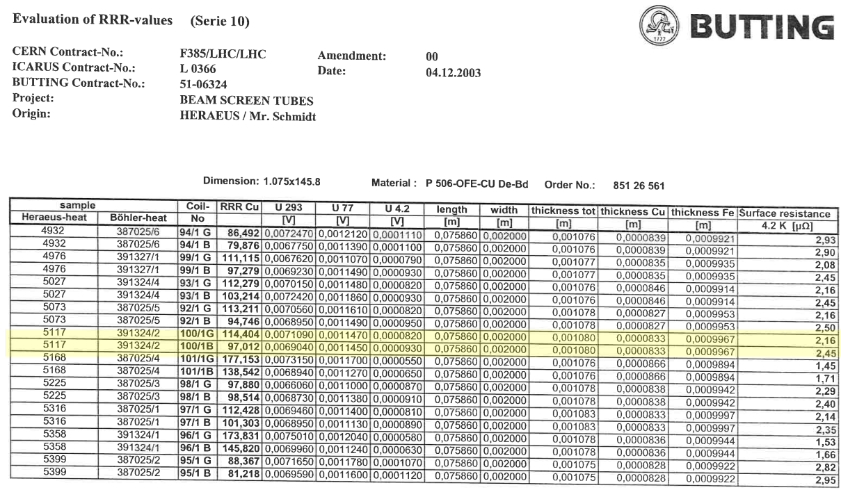 Evaluation of RRR-values (Serie 10)
BUTTING
CERN Contract-No.: F385/LHC/LHC Amendment: 00
ICARUS Contract-No.: L 0366 Date: 04.12.2003
BUTTING Contract-No.: 51-06324
Project: BEAM SCREEN TUBES
Origin: HERAEUS / Mr. Schmidt
Dimension: 1.075x145.8 Material : P 506-OFE-CU De-Bd Order No.: 851 26 561
sample Coil- RRR Cu U 293 U 77 U 4.2 length width thickness tot thickness Cu thickness Fe Surface resistance
Heraeus-heat Böhler-heat No [V] [V] [V] [m] [m] [m] [m] [m] 4.2 K [µΩ]
4932 387025/6 94/1 G 86,492 0,0072470 0,0012120 0,0001110 0,075860 0,002000 0,001076 0,0000839 0,0009921 2,93
4932 387025/6 94/1 B 79,876 0,0067750 0,0011390 0,0001100 0,075860 0,002000 0,001076 0,0000839 0,0009921 2,90
4976 391327/1 99/1 G 111,115 0,0067620 0,0011070 0,0000790 0,075860 0,002000 0,001077 0,0000835 0,0009935 2,08
4976 391327/1 99/1 B 97,279 0,0069230 0,0011490 0,0000930 0,075860 0,002000 0,001077 0,0000835 0,0009935 2,45
5027 391324/4 93/1 G 112,279 0,0070150 0,0011480 0,0000820 0,075860 0,002000 0,001076 0,0000846 0,0009914 2,16
5027 391324/4 93/1 B 103,214 0,0072420 0,0011860 0,0000930 0,075860 0,002000 0,001076 0,0000846 0,0009914 2,45
5073 387025/5 92/1 G 113,211 0,0070560 0,0011610 0,0000820 0,075860 0,002000 0,001078 0,0000827 0,0009953 2,16
5073 387025/5 92/1 B 94,746 0,0068950 0,0011490 0,0000950 0,075860 0,002000 0,001078 0,0000827 0,0009953 2,50
5117 391324/2 100/1G 114,404 0,0071090 0,0011470 0,0000820 0,075860 0,002000 0,001080 0,0000833 0,0009967 2,16
5117 391324/2 100/1B 97,012 0,0069040 0,0011450 0,0000930 0,075860 0,002000 0,001080 0,0000833 0,0009967 2,45
5168 387025/4 101/1G 177,153 0,0073150 0,0011700 0,0000550 0,075860 0,002000 0,001076 0,0000866 0,0009894 1,45
5168 387025/4 101/1B 138,542 0,0068940 0,0011270 0,0000650 0,075860 0,002000 0,001076 0,0000866 0,0009894 1,71
5225 387025/3 98/1 G 97,880 0,0066060 0,0011000 0,0000870 0,075860 0,002000 0,001078 0,0000838 0,0009942 2,29
5225 387025/3 98/1 B 98,514 0,0068730 0,0011380 0,0000910 0,075860 0,002000 0,001078 0,0000838 0,0009942 2,40
5316 387025/1 97/1 G 112,428 0,0069460 0,0011400 0,0000810 0,075860 0,002000 0,001083 0,0000833 0,0009997 2,14
5316 387025/1 97/1 B 101,303 0,0068950 0,0011130 0,0000890 0,075860 0,002000 0,001083 0,0000833 0,0009997 2,35
5358 391324/1 96/1 G 173,831 0,0075010 0,0012040 0,0000580 0,075860 0,002000 0,001078 0,0000836 0,0009944 1,53
5358 391324/1 96/1 B 145,820 0,0069960 0,0011240 0,0000630 0,075860 0,002000 0,001078 0,0000836 0,0009944 1,66
5399 387025/2 95/1 G 88,367 0,0071650 0,0011780 0,0001070 0,075860 0,002000 0,001075 0,0000828 0,0009922 2,82
5399 387025/2 95/1 B 81,218 0,0069590 0,0011600 0,0001120 0,075860 0,002000 0,001075 0,0000828 0,0009922 2,95